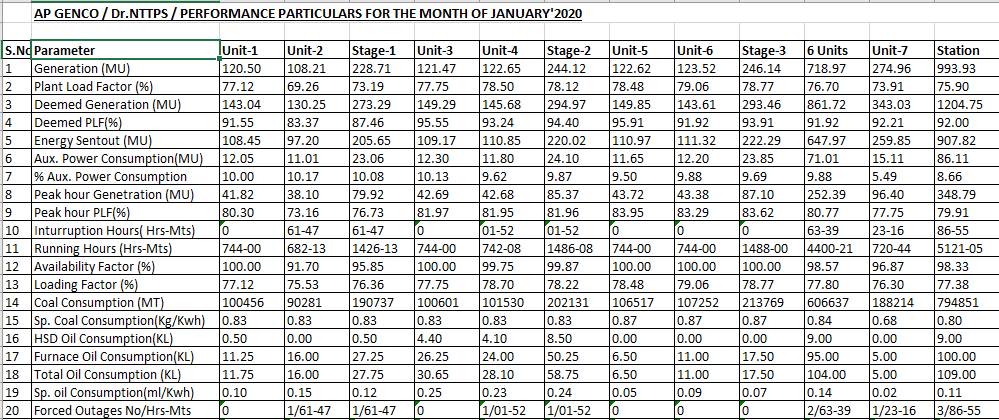 AP GENCO / Dr.NTTPS / PERFORMANCE PARTICULARS FOR THE MONTH OF JANUARY'2020
S.No Parameter Unit-1 Unit-2 Stage-1 Unit-3 Unit-4 Stage-2 Unit-5 Unit-6 Stage-3 6 Units Unit-7 Station
1 Generation (MU) 120.50 108.21 228.71 121.47 122.65 244.12 122.62 123.52 246.14 718.97 274.96 993.93
2 Plant Load Factor (%) 77.12 69.26 73.19 77.75 78.50 78.12 78.48 79.06 78.77 76.70 73.91 75.90
3 Deemed Generation (MU) 143.04 130.25 273.29 149.29 145.68 294.97 149.85 143.61 293.46 861.72 343.03 1204.75
4 Deemed PLF(%) 91.55 83.37 87.46 95.55 93.24 94.40 95.91 91.92 93.91 91.92 92.21 92.00
5 Energy Sentout (MU) 108.45 97.20 205.65 109.17 110.85 220.02 110.97 111.32 222.29 647.97 259.85 907.82
6 Aux. Power Consumption(MU) 12.05 11.01 23.06 12.30 11.80 24.10 11.65 12.20 23.85 71.01 15.11 86.11
7 % Aux. Power Consumption 10.00 10.17 10.08 10.13 9.62 9.87 9.50 9.88 9.69 9.88 5.49 8.66
8 Peak hour Genetration (MU) 41.82 38.10 79.92 42.69 42.68 85.37 43.72 43.38 87.10 252.39 96.40 348.79
9 Peak hour PLF(%) 80.30 73.16 76.73 81.97 81.95 81.96 83.95 83.29 83.62 80.77 77.75 79.91
10 Inturruption Hours( Hrs-Mts) 0 61-47 61-47 0 01-52 01-52 0 0 0 63-39 23-16 86-55
11 Running Hours (Hrs-Mts) 744-00 682-13 1426-13 744-00 742-08 1486-08 744-00 744-00 1488-00 4400-21 720-44 5121-05
12 Availability Factor (%) 100.00 91.70 95.85 100.00 99.75 99.87 100.00 100.00 100.00 98.57 96.87 98.33
13 Loading Factor (%) 77.12 75.53 76.36 77.75 78.70 78.22 78.48 79.06 78.77 77.80 76.30 77.38
14 Coal Consumption (MT) 100456 90281 190737 100601 101530 202131 106517 107252 213769 606637 188214 794851
15 Sp. Coal Consumption(Kg/Kwh) 0.83 0.83 0.83 0.83 0.83 0.83 0.87 0.87 0.87 0.84 0.68 0.80
16 HSD Oil Consumption(KL) 0.50 0.00 0.50 4.40 4.10 8.50 0.00 0.00 0.00 9.00 0.00 9.00
17 Furnace Oil Consumption(KL) 11.25 16.00 27.25 26.25 24.00 50.25 6.50 11.00 17.50 95.00 5.00 100.00
18 Total Oil Consumption (KL) 11.75 16.00 27.75 30.65 28.10 58.75 6.50 11.00 17.50 104.00 5.00 109.00
19 Sp. oil Consumption(ml/Kwh) 0.10 0.15 0.12 0.25 0.23 0.24 0.05 0.09 0.07 0.14 0.02 0.11
20 Forced Outages No/Hrs-Mts 0 1/61-47 1/61-47 0 1/01-52 1/01-52 0 0 0 2/63-39 1/23-16 3/86-55